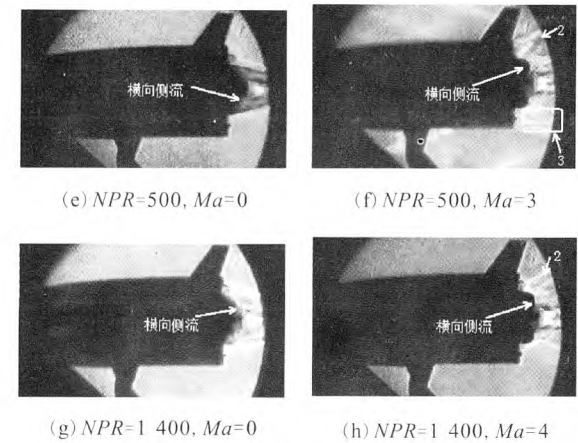 横向侧流
2
横向侧流
3
(e) NPR=500, Ma=0
(f) NPR=500, Ma=3
横向侧流
2
横向侧流
(g) NPR=1 400, Ma=0
(h) NPR=1 400, Ma=4